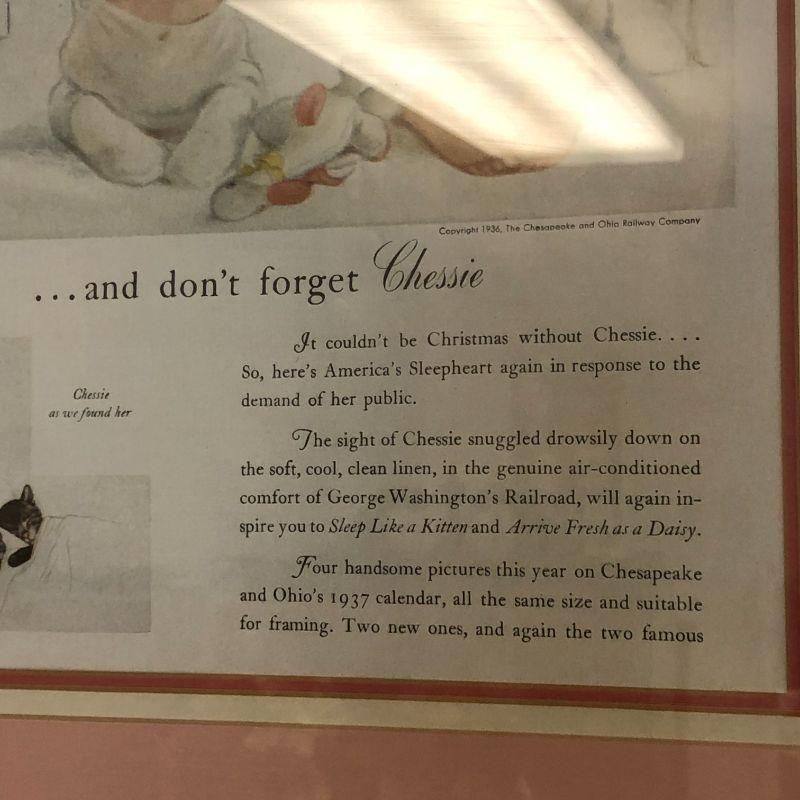 Copyright 1936, The Chesapeake and Ohio Railway Company
...and don't forget Chessie
Chessie
as we found her
It couldn't be Christmas without Chessie. . . .
So, here's America's Sleepheart again in response to the
demand of her public.
The sight of Chessie snuggled drowsily down on
the soft, cool, clean linen, in the genuine air-conditioned
comfort of George Washington's Railroad, will again in-
spire you to Sleep Like a Kitten and Arrive Fresh as a Daisy.
Four handsome pictures this year on Chesapeake
and Ohio's 1937 calendar, all the same size and suitable
for framing. Two new ones, and again the two famous